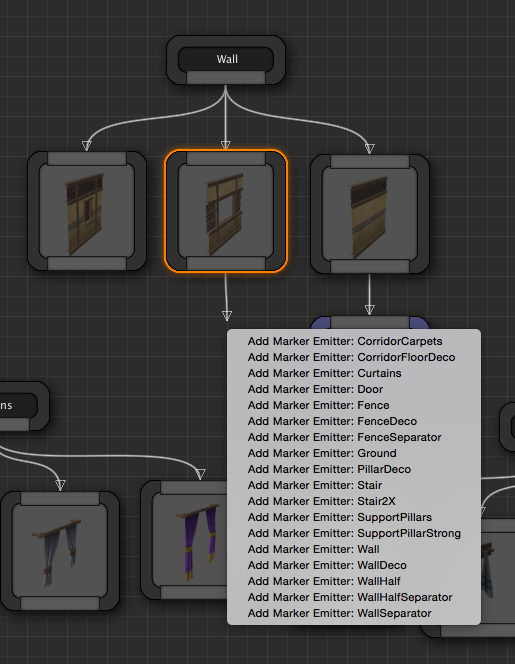 Wall
ns
Add Marker Emitter: CorridorCarpets
Add Marker Emitter: CorridorFloorDeco
Add Marker Emitter: Curtains
Add Marker Emitter: Door
Add Marker Emitter: Fence
Add Marker Emitter: FenceDeco
Add Marker Emitter: FenceSeparator
Add Marker Emitter: Ground
Add Marker Emitter: PillarDeco
Add Marker Emitter: Stair
Add Marker Emitter: Stair2X
Add Marker Emitter: SupportPillars
Add Marker Emitter: SupportPillarStrong
Add Marker Emitter: Wall
Add Marker Emitter: WallDeco
Add Marker Emitter: WallHalf
Add Marker Emitter: WallHalfSeparator
Add Marker Emitter: WallSeparator